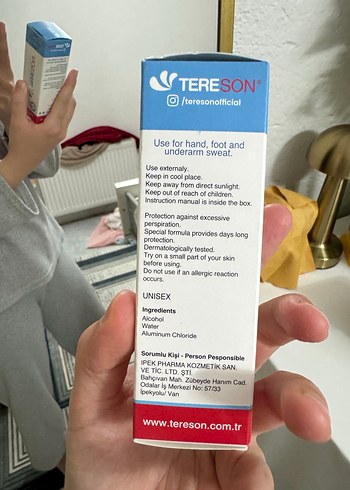 TERESON®
/teresonofficial
Use for hand, foot and
underarm sweat.
Use externaly.
Keep in cool place.
Keep away from direct sunlight.
Keep out of reach of children.
Instruction manual is inside the box.
Protection against excessive
perspiration.
Special formula provides days long
protection.
Dermatologically tested.
Try on a small part of your skin
before using.
Do not use if an allergic reaction
occurs.
UNISEX
Ingredients
Alcohol
Water
Aluminum Chloride
Sorumlu Kişi - Person Pesponsible
IPEK PHARMA KOZMETİK SAN.
VE TİC. LTD. ŞTİ.
Bahçıvan Mah. Zübeyde Hanım Cad.
Odalar İş Merkezi No: 57/33
İpekyolu/ Van
www.tereson.com.tr